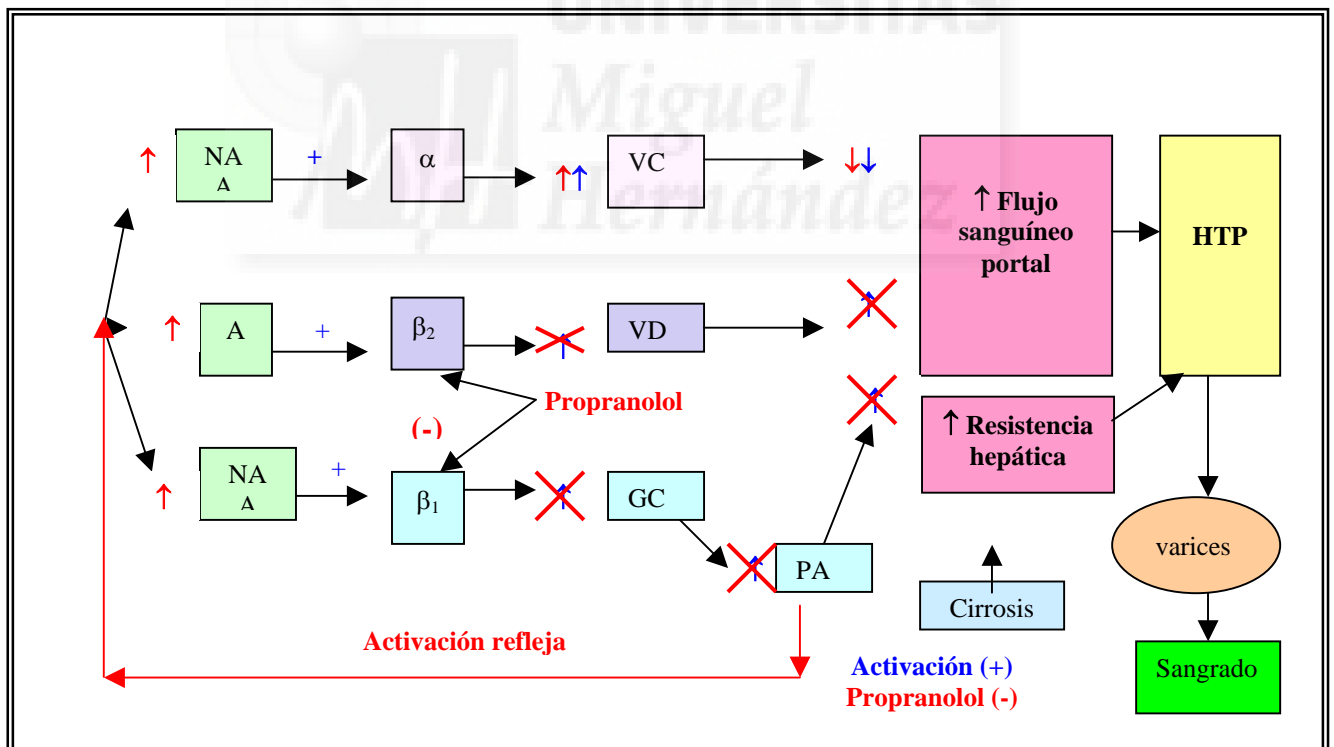 UNIVERSITAS
Miguel
Hernández
↑
NA
A
+
α
↑↑
VC
↓↓
↑ Flujo
sanguíneo
portal
HTP
↑
A
+
β2
↑
VD
↑
Propranolol
(-)
↑
↑ Resistencia
hepática
↑
NA
A
+
β1
↑
GC
↑
PA
varices
Cirrosis
Activación refleja
Activación (+)
Propranolol (-)
Sangrado